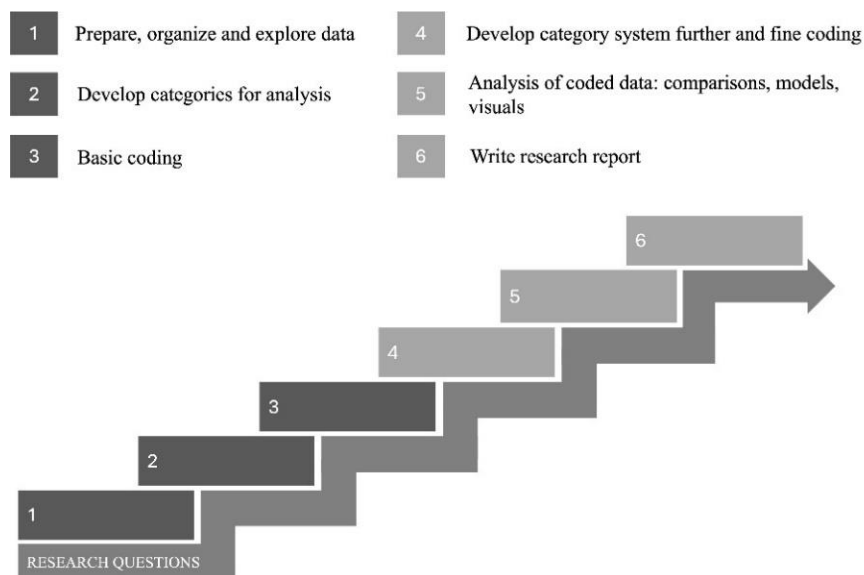 1 Prepare, organize and explore data
2 Develop categories for analysis
3 Basic coding
4 Develop category system further and fine coding
5 Analysis of coded data: comparisons, models,
visuals
6 Write research report
6
5
4
3
2
1
RESEARCH QUESTIONS